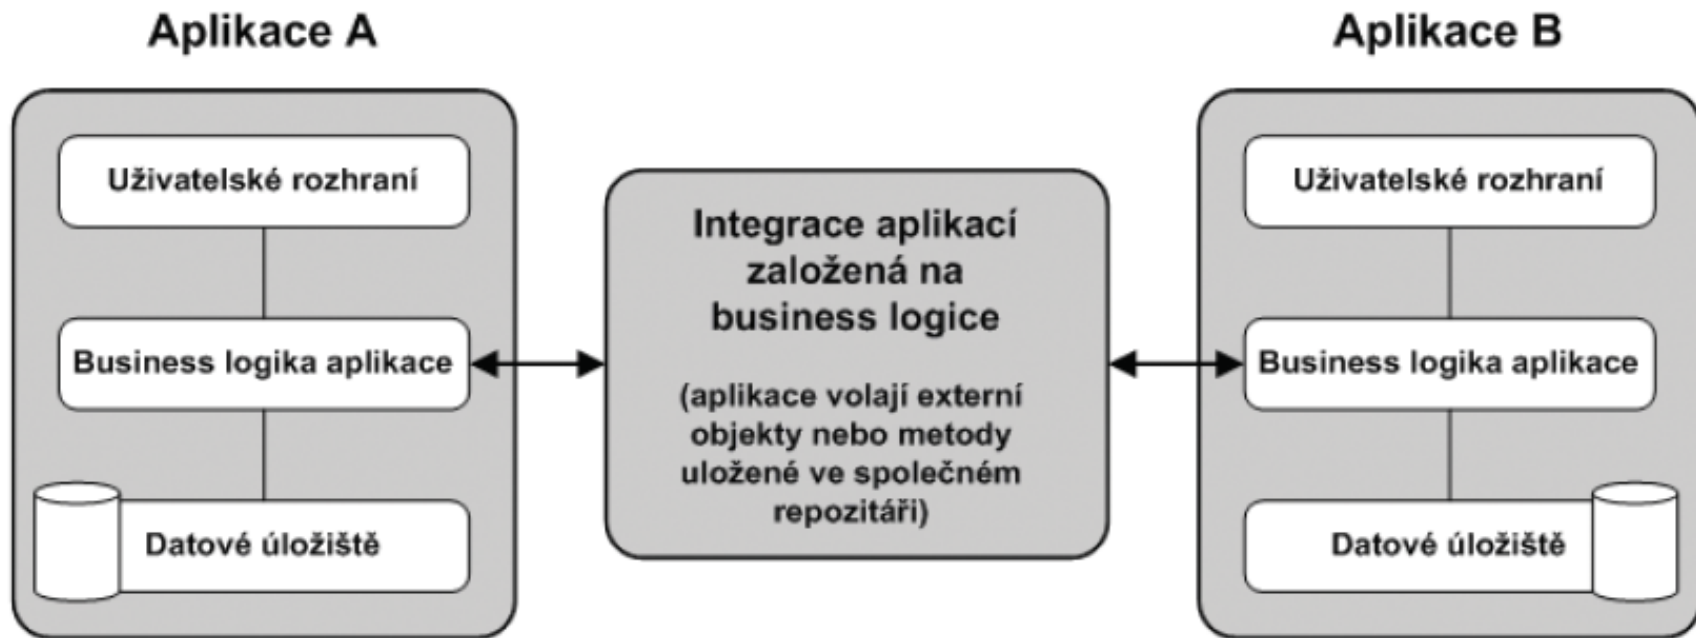 Aplikace A
Aplikace B
Uživatelské rozhraní
Business logika aplikace
Datové úložiště
Integrace aplikací
založená na
business logice
(aplikace volají externí
objekty nebo metody
uložené ve společném
repozitáři)
Uživatelské rozhraní
Business logika aplikace
Datové úložiště